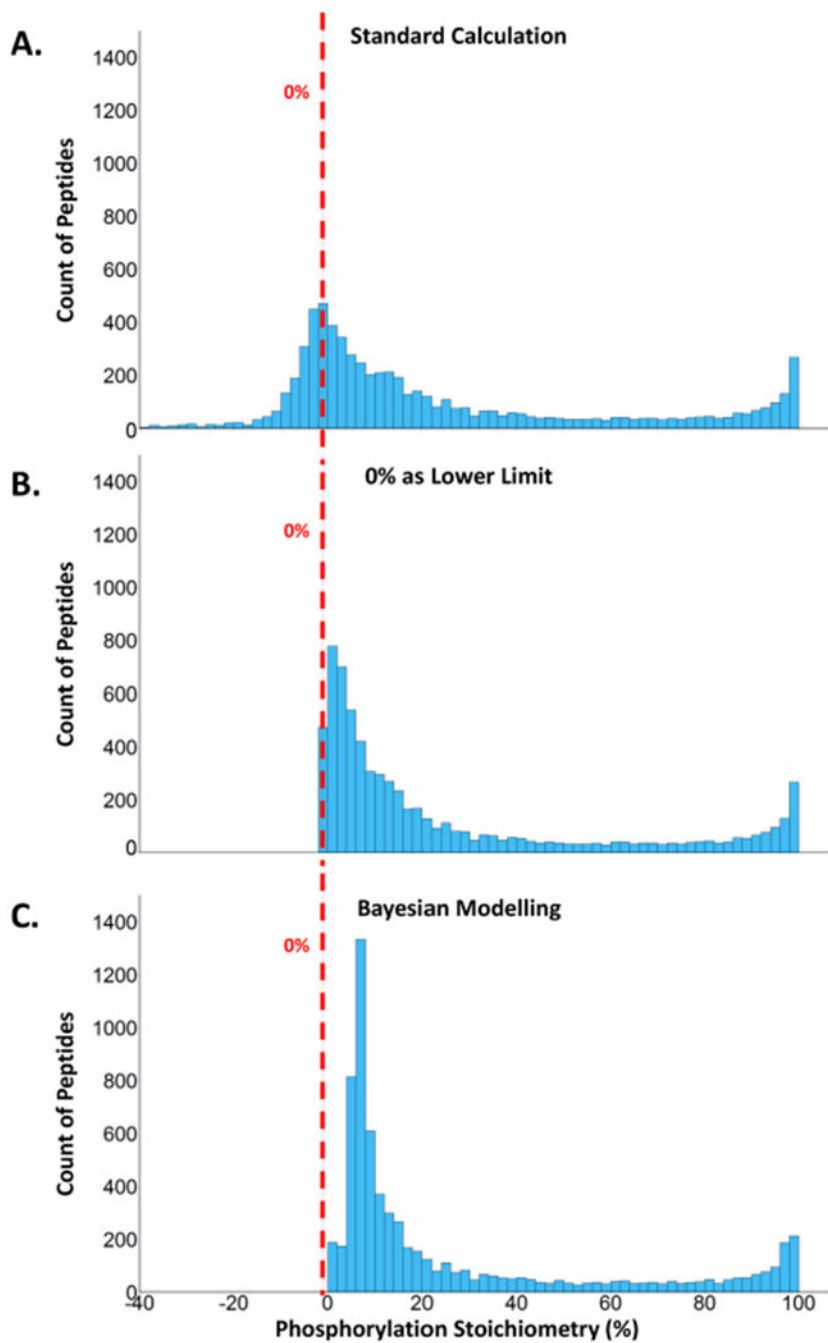 A.
Standard Calculation
0%
Count of Peptides
1400
1200
1000
800
600
400
200
0
B.
0% as Lower Limit
0%
Count of Peptides
1400
1200
1000
800
600
400
200
0
C.
Bayesian Modelling
0%
Count of Peptides
1400
1200
1000
800
600
400
200
0
-40 -20 0 20 40 60 80 100
Phosphorylation Stoichiometry (%)